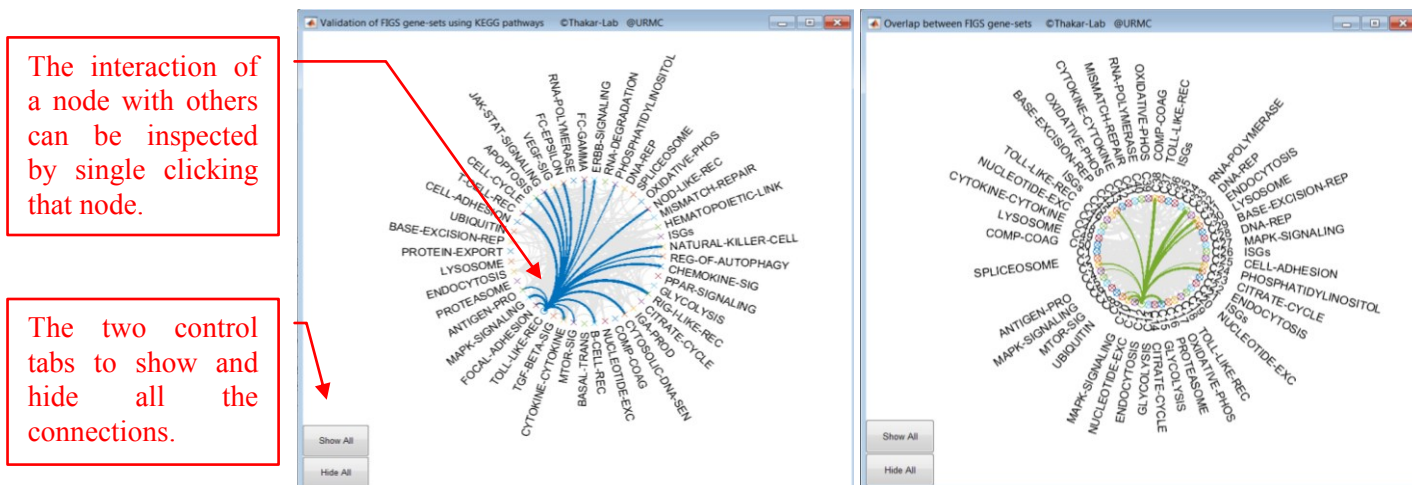 The interaction of
a node with others
can be inspected
by single clicking
that node.
The two control
tabs to show and
hide all the
connections.
Validation of FIGS gene-sets using KEGG pathways ©Thakar-Lab @URMC
FC-GAMMA
ERBB-SIGNALING
RNA-DEGRADATION
PHOSPHATIDYLINOSITOL
DNA-REP
SPLICEOSOME
OXIDATIVE-PHOS
NOD-LIKE-REC
MISMATCH-REPAIR
HEMATOPOIETIC-LINK
ISGs
NATURAL-KILLER-CELL
REG-OF-AUTOPHAGY
CHEMOKINE-SIG
PPAR-SIGNALING
GLYCOLYSIS
RIG-I-LIKE-REC
CITRATE-CYCLE
IGA-PROD
CYTOSOLIC-DNA-SEN
COMP-COAG
NUCLEOTIDE-EXC
B-CELL-REC
BASAL-TRANS
MTOR-SIG
CYTOKINE-CYTOKINE
TGF-BETA-SIG
TOLL-LIKE-REC
FOCAL-ADHESION
MAPK-SIGNALING
ANTIGEN-PRO
PROTEASOME
ENDOCYTOSIS
LYSOSOME
PROTEIN-EXPORT
BASE-EXCISION-REP
UBIQUITIN
CELL-ADHESION
T-CELL-REC
CELL-CYCLE
APOPTOSIS
JAK-STAT-SIGNALING
VEGF-SIG
FC-EPSILON
RNA-POLYMERASE
Show All
Hide All
Overlap between FIGS gene-sets ©Thakar-Lab @URMC
COMP-COAG
TOLL-LIKE-REC
ISGs
RNA-POLYMERASE
DNA-REP
ENDOCYTOSIS
LYSOSOME
BASE-EXCISION-REP
DNA-REP
MAPK-SIGNALING
ISGs
CELL-ADHESION
PHOSPHATIDYLINOSITOL
CITRATE-CYCLE
ENDOCYTOSIS
ISGs
NUCLEOTIDE-EXC
TOLL-LIKE-REC
OXIDATIVE-PHOS
PROTEASOME
GLYCOLYSIS
CITRATE-CYCLE
GLYCOLYSIS
ENDOCYTOSIS
NUCLEOTIDE-EXC
MAPK-SIGNALING
UBIQUITIN
MTOR-SIG
MAPK-SIGNALING
ANTIGEN-PRO
SPLICEOSOME
COMP-COAG
LYSOSOME
CYTOKINE-CYTOKINE
NUCLEOTIDE-EXC
TOLL-LIKE-REC
ISGs
BASE-EXCISION-REP
OXIDATIVE-PHOS
CYTOKINE-CYTOKINE
MISMATCH-REPAIR
RNA-POLYMERASE
OXIDATIVE-PHOS
Show All
Hide All